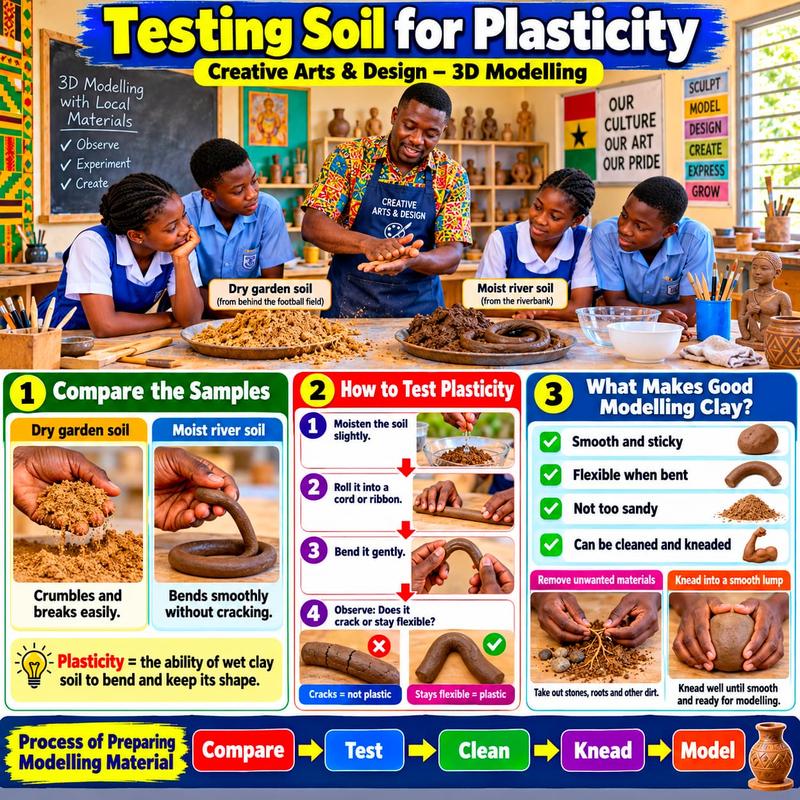 Testing Soil for Plasticity
Creative Arts & Design – 3D Modelling
3D Modelling
with Local
Materials
✓ Observe
✓ Experiment
✓ Create
CREATIVE
ARTS & DESIGN
OUR
CULTURE
OUR ART
OUR PRIDE
SCULPT
MODEL
DESIGN
CREATE
EXPRESS
GROW
Dry garden soil
(from behind the football field)
Moist river soil
(from the riverbank)
1 Compare the Samples
Dry garden soil
Moist river soil
Crumbles and
breaks easily.
Bends smoothly
without cracking.
Plasticity = the ability of wet clay
soil to bend and keep its shape.
2 How to Test Plasticity
1 Moisten the soil
slightly.
2 Roll it into a
cord or ribbon.
3 Bend it gently.
4 Observe: Does it
crack or stay flexible?
Cracks = not plastic
Stays flexible = plastic
3 What Makes Good
Modelling Clay?
Smooth and sticky
Flexible when bent
Not too sandy
Can be cleaned and kneaded
Remove unwanted materials
Knead into a smooth lump
Take out stones, roots and other dirt.
Knead well until smooth
and ready for modelling.
Process of Preparing
Modelling Material
Compare
Test
Clean
Knead
Model